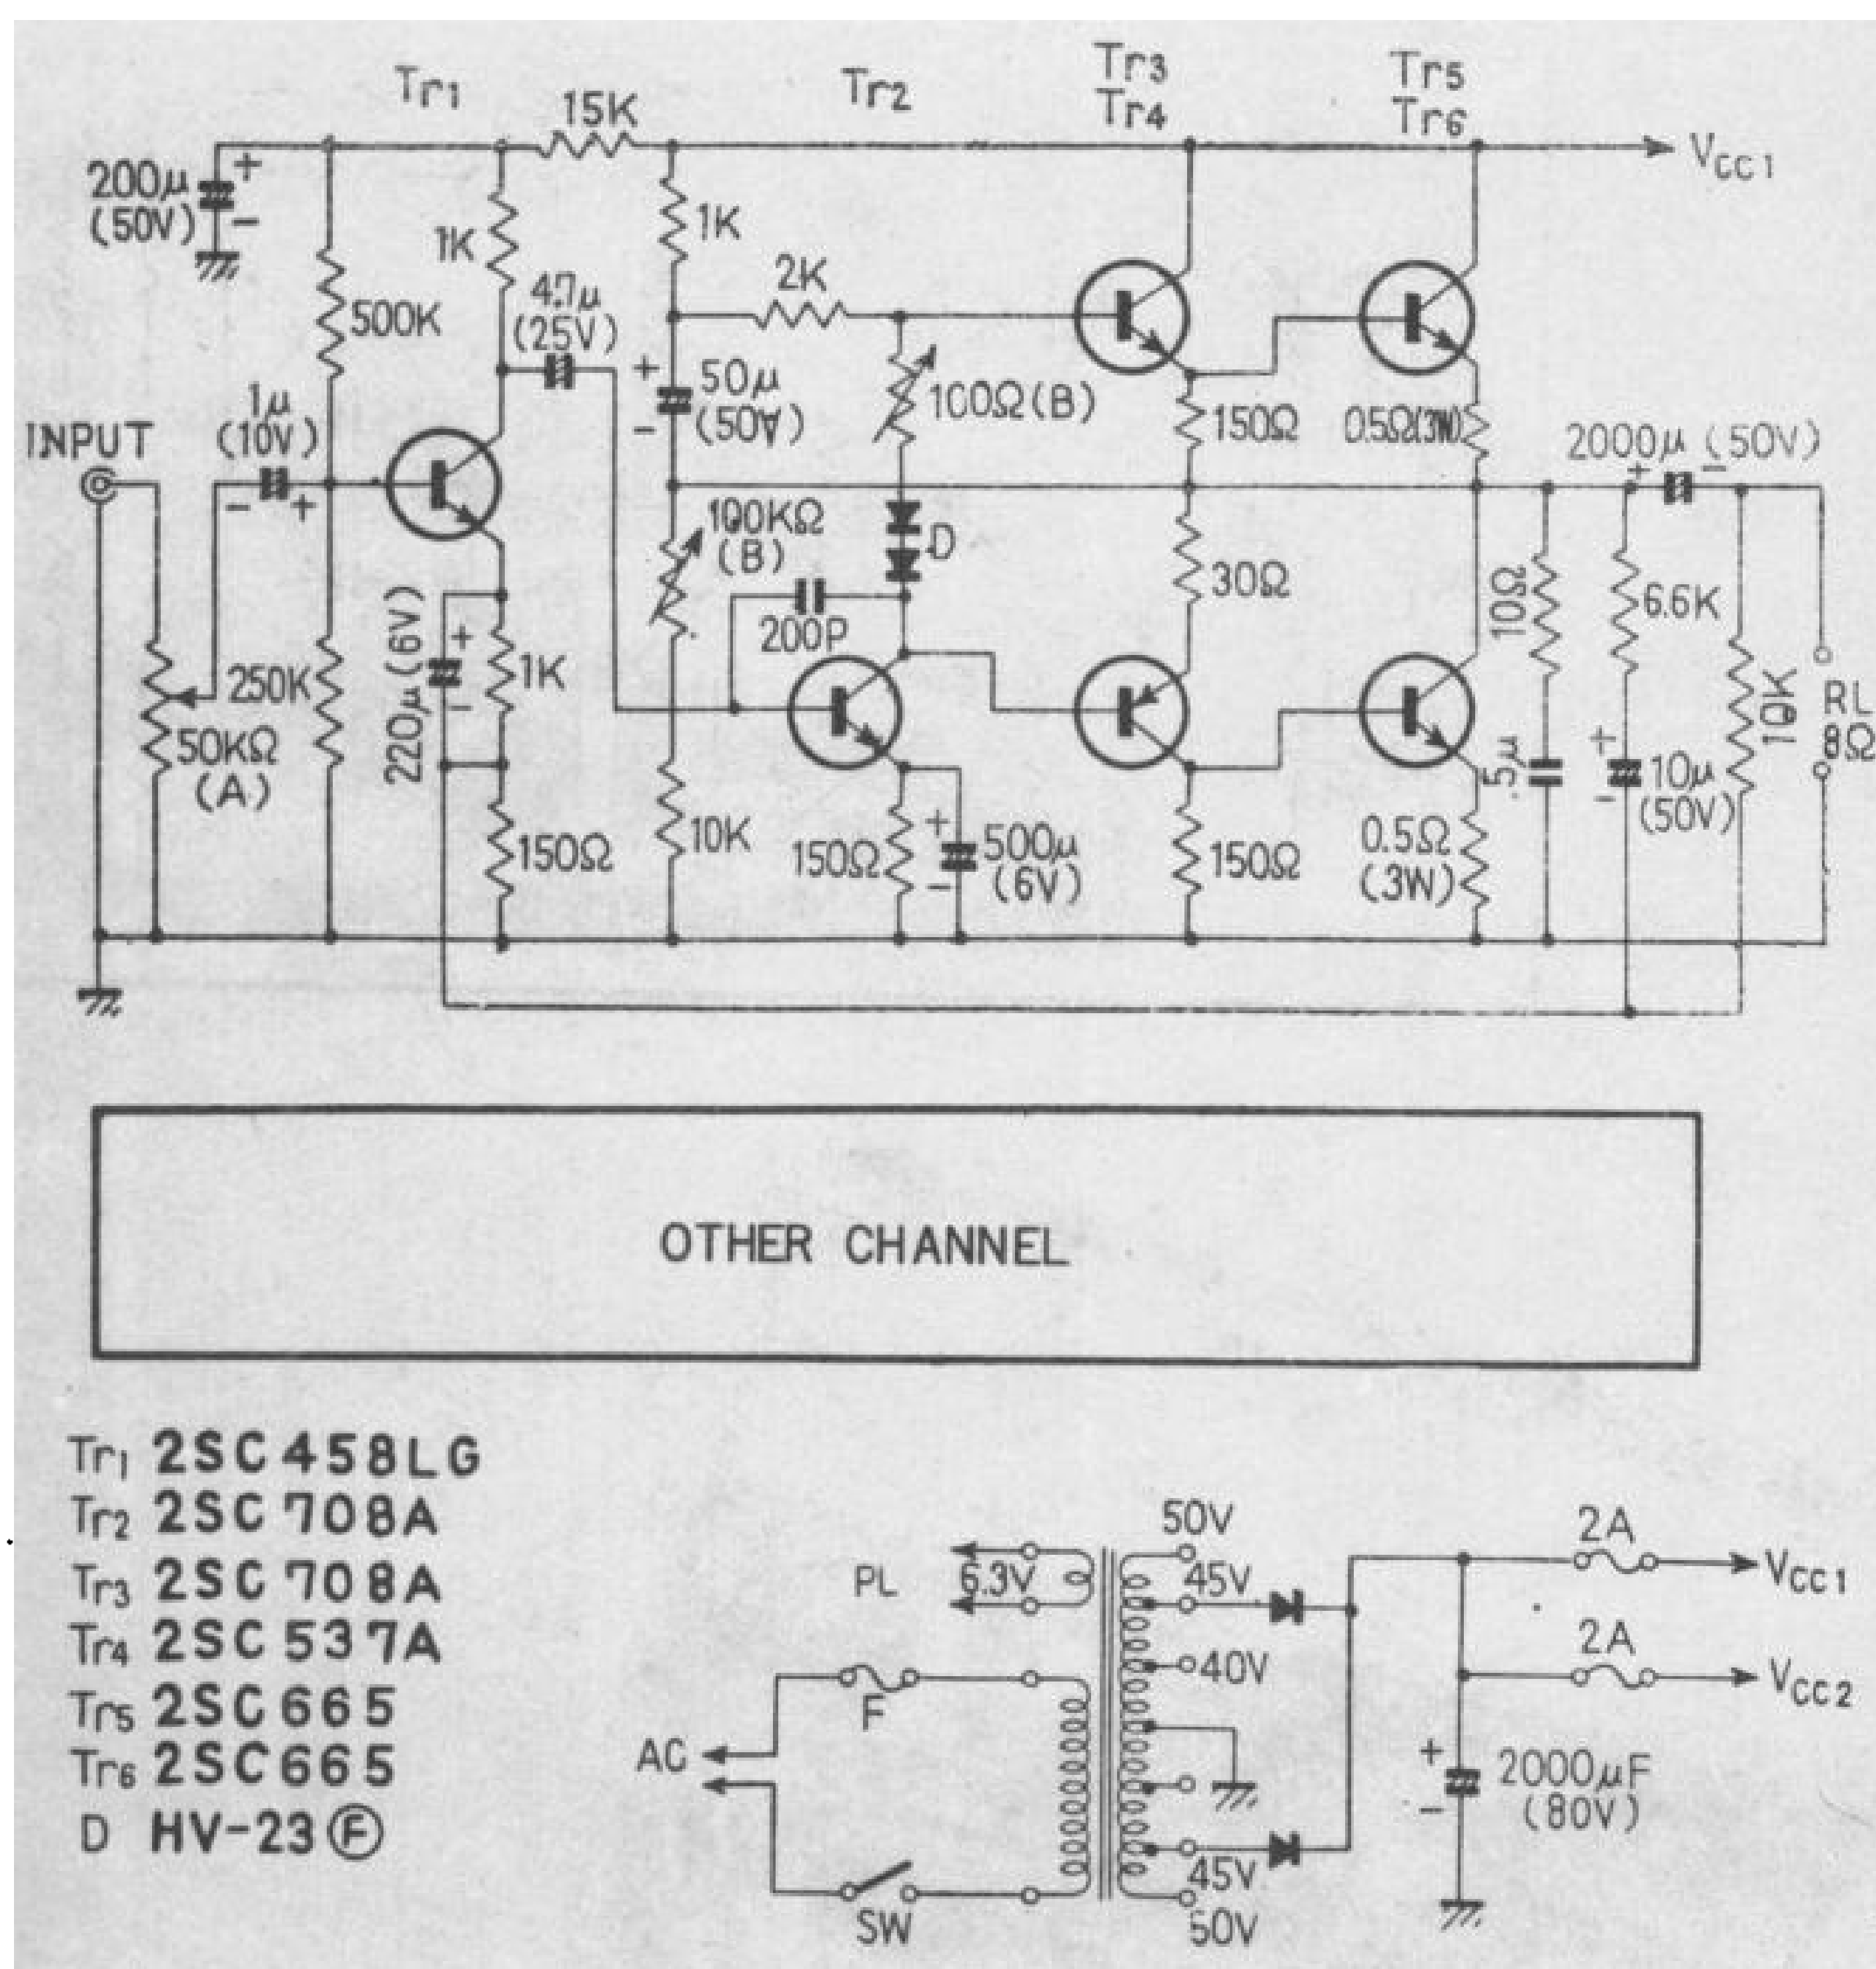 Tr1
15K
Tr2
Tr3
Tr4
Tr5
Tr6
VCC1
200μ
(50V)
+
-
500K
1K
4.7μ
(25V)
1K
2K
+
50μ
(50V)
-
100Ω(B)
150Ω
0.5Ω(3W)
2000μ (50V)
+
-
INPUT
1μ
(10V)
-
+
100KΩ
(B)
D
200P
30Ω
10Ω
6.6K
10K
RL
8Ω
220μ(6V)
+
-
1K
250K
50KΩ
(A)
150Ω
10K
150Ω
+
500μ
(6V)
-
150Ω
0.5Ω
(3W)
.5μ
+
10μ
(50V)
-
OTHER CHANNEL
Tr1 2SC458LG
Tr2 2SC708A
Tr3 2SC708A
Tr4 2SC537A
Tr5 2SC665
Tr6 2SC665
D HV-23Ⓕ
PL
6.3V
50V
45V
40V
45V
50V
AC
F
SW
2A
VCC1
2A
VCC2
+
2000μF
(80V)
-